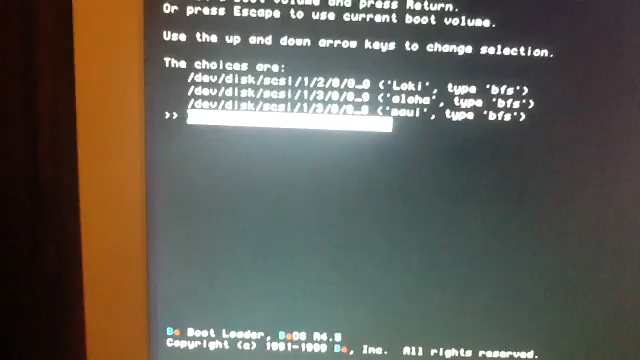 Boot volume and press Return.
Or press Escape to use current boot volume.
Use the up and down arrow keys to change selection.
The choices are:
/dev/disk/scsi/1/2/0/0_0 ('Loki', type 'bfs')
/dev/disk/scsi/1/3/0/0_0 ('aloha', type 'bfs')
/dev/disk/scsi/1/3/0/0_0 ('maui', type 'bfs')
>>
Be Boot Loader, BeOS R4.5
Copyright (c) 1991-1999 Be, Inc. All rights reserved.